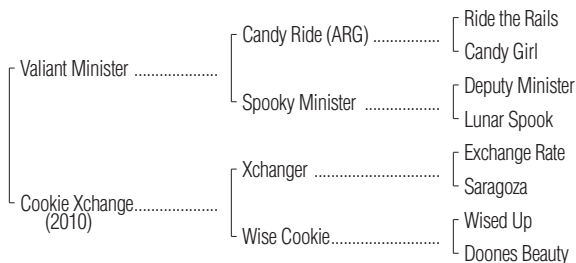 Ride the Rails
Candy Ride (ARG) ..................
Candy Girl
Valiant Minister ......................
Deputy Minister
Spooky Minister ....................
Lunar Spook
Exchange Rate
Xchanger ................................
Saragoza
Cookie Xchange......................
(2010)
Wised Up
Wise Cookie............................
Doones Beauty